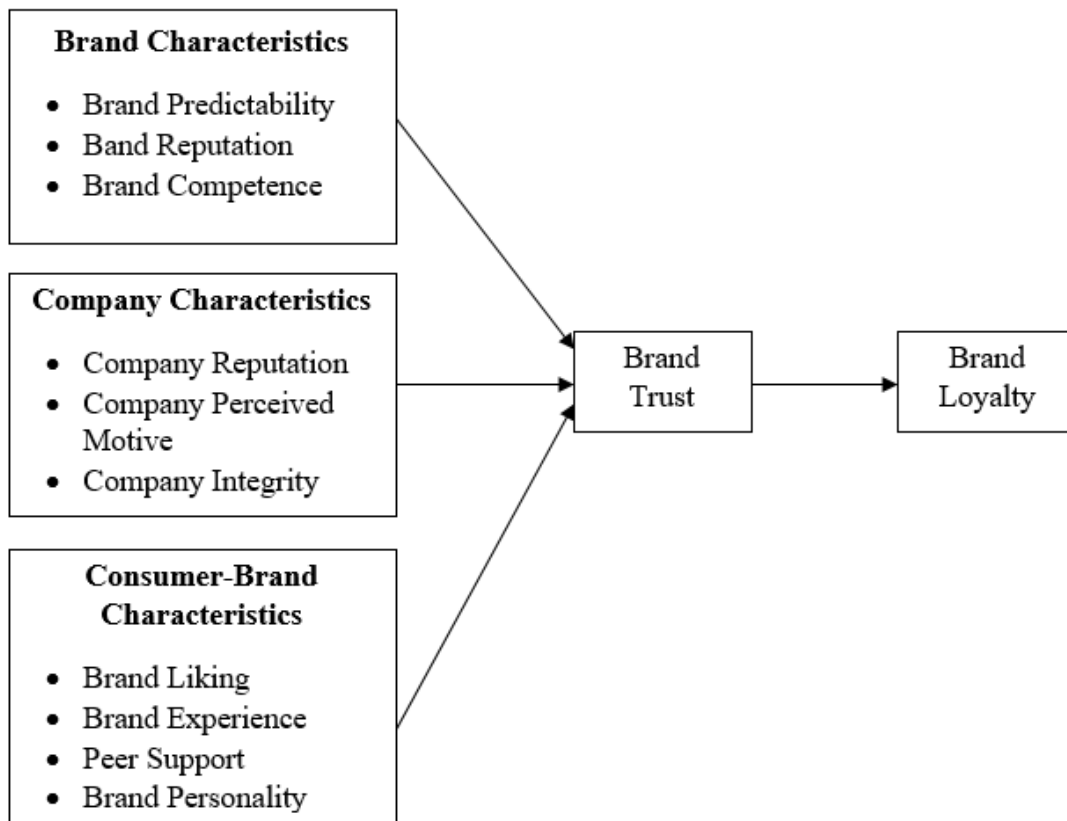 Brand Characteristics
• Brand Predictability
• Band Reputation
• Brand Competence
Company Characteristics
• Company Reputation
• Company Perceived
Motive
• Company Integrity
Consumer-Brand
Characteristics
• Brand Liking
• Brand Experience
• Peer Support
• Brand Personality
Brand
Trust
Brand
Loyalty